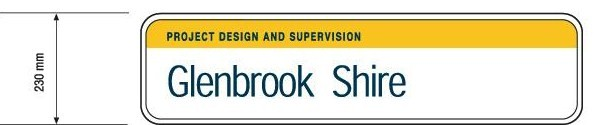 230 mm
PROJECT DESIGN AND SUPERVISION
Glenbrook Shire